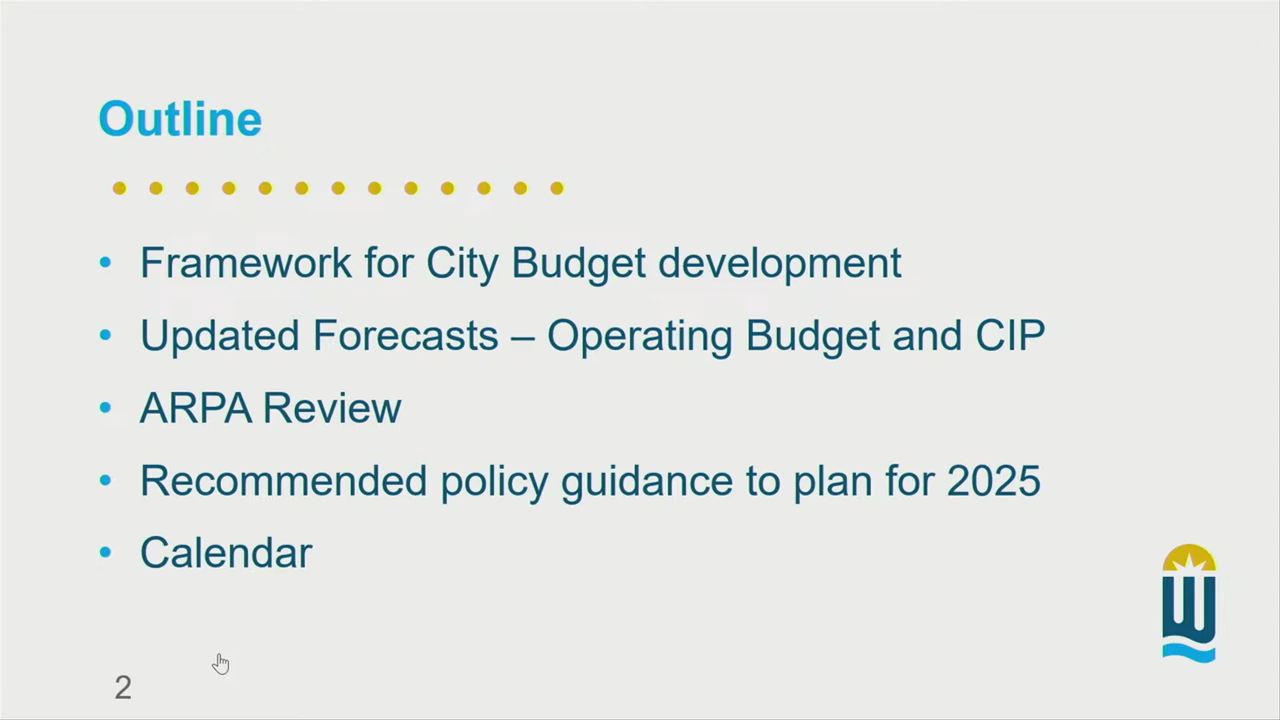 Outline
• Framework for City Budget development
• Updated Forecasts – Operating Budget and CIP
• ARPA Review
• Recommended policy guidance to plan for 2025
• Calendar
W
2